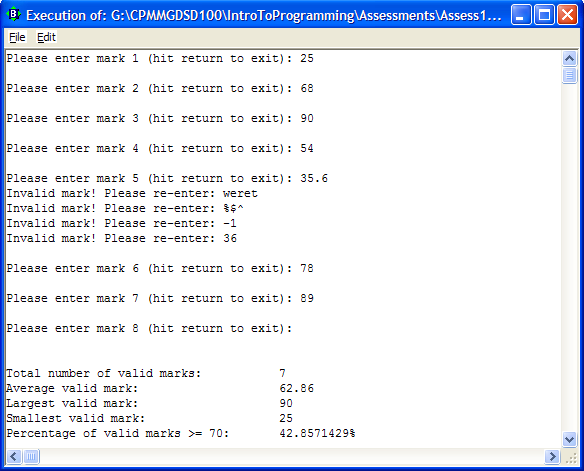 Execution of: G:\CPMMGDSD100\IntroToProgramming\Assessments\Assess1...
File Edit
Please enter mark 1 (hit return to exit): 25
Please enter mark 2 (hit return to exit): 68
Please enter mark 3 (hit return to exit): 90
Please enter mark 4 (hit return to exit): 54
Please enter mark 5 (hit return to exit): 35.6
Invalid mark! Please re-enter: weret
Invalid mark! Please re-enter: %$^
Invalid mark! Please re-enter: -1
Invalid mark! Please re-enter: 36
Please enter mark 6 (hit return to exit): 78
Please enter mark 7 (hit return to exit): 89
Please enter mark 8 (hit return to exit):
Total number of valid marks: 7
Average valid mark: 62.86
Largest valid mark: 90
Smallest valid mark: 25
Percentage of valid marks >= 70: 42.8571429%